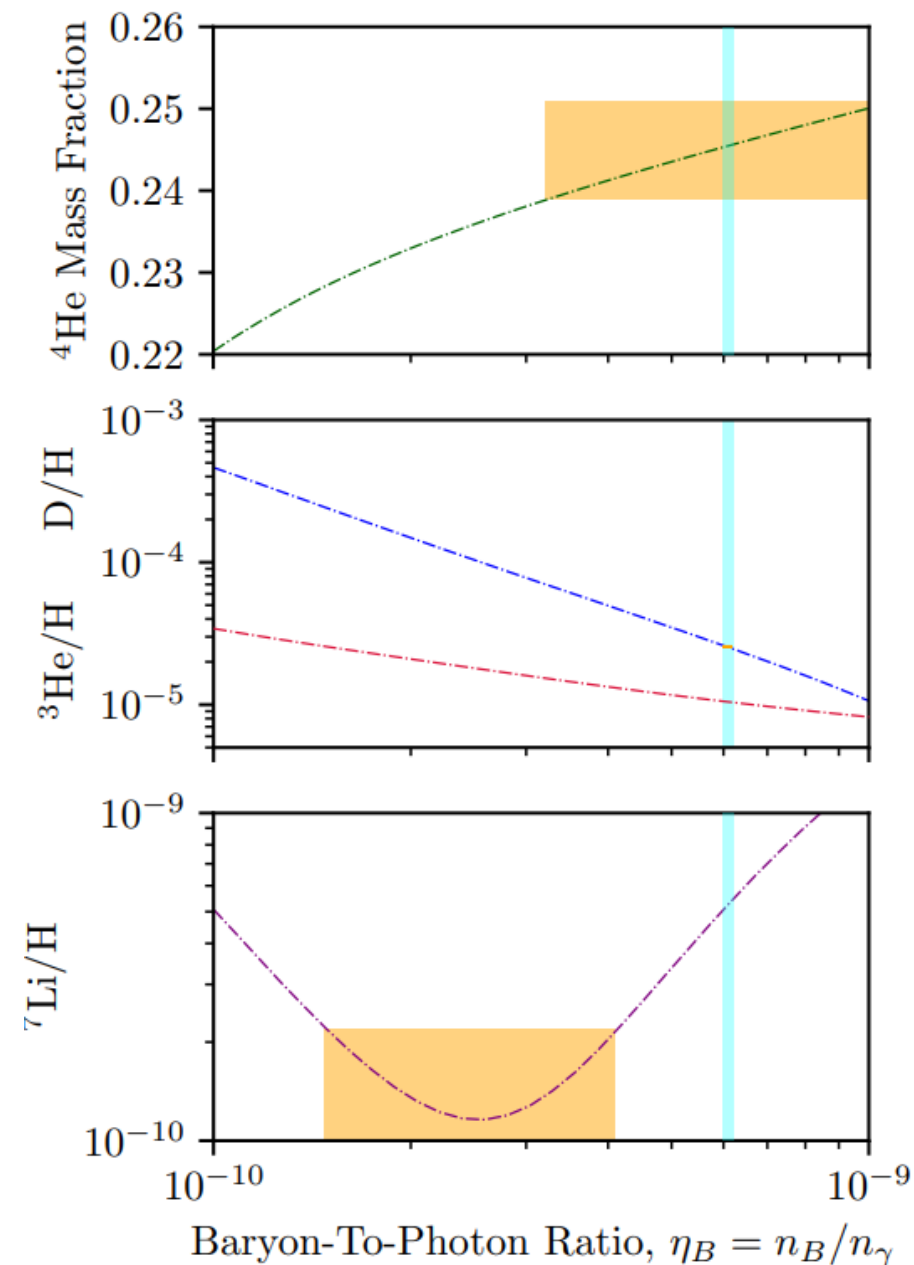 ⁴He Mass Fraction
0.26
0.25
0.24
0.23
0.22
³He/H D/H
10⁻³
10⁻⁴
10⁻⁵
⁷Li/H
10⁻⁹
10⁻¹⁰
10⁻¹⁰ 10⁻⁹
Baryon-To-Photon Ratio, η_B = n_B/n_γ